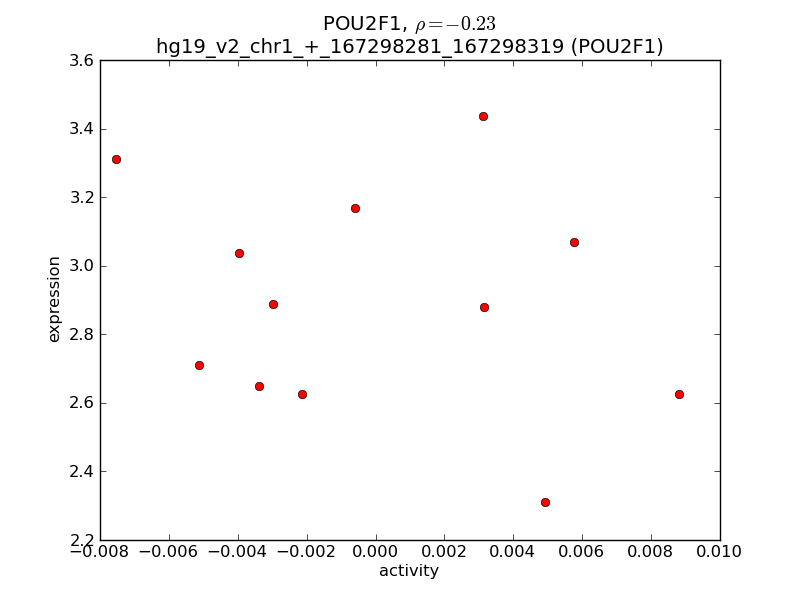 POU2F1, ρ=−0.23
hg19_v2_chr1_+_167298281_167298319 (POU2F1)
3.6
3.4
3.2
3.0
2.8
2.6
2.4
2.2
expression
−0.008 −0.006 −0.004 −0.002 0.000 0.002 0.004 0.006 0.008 0.010
activity